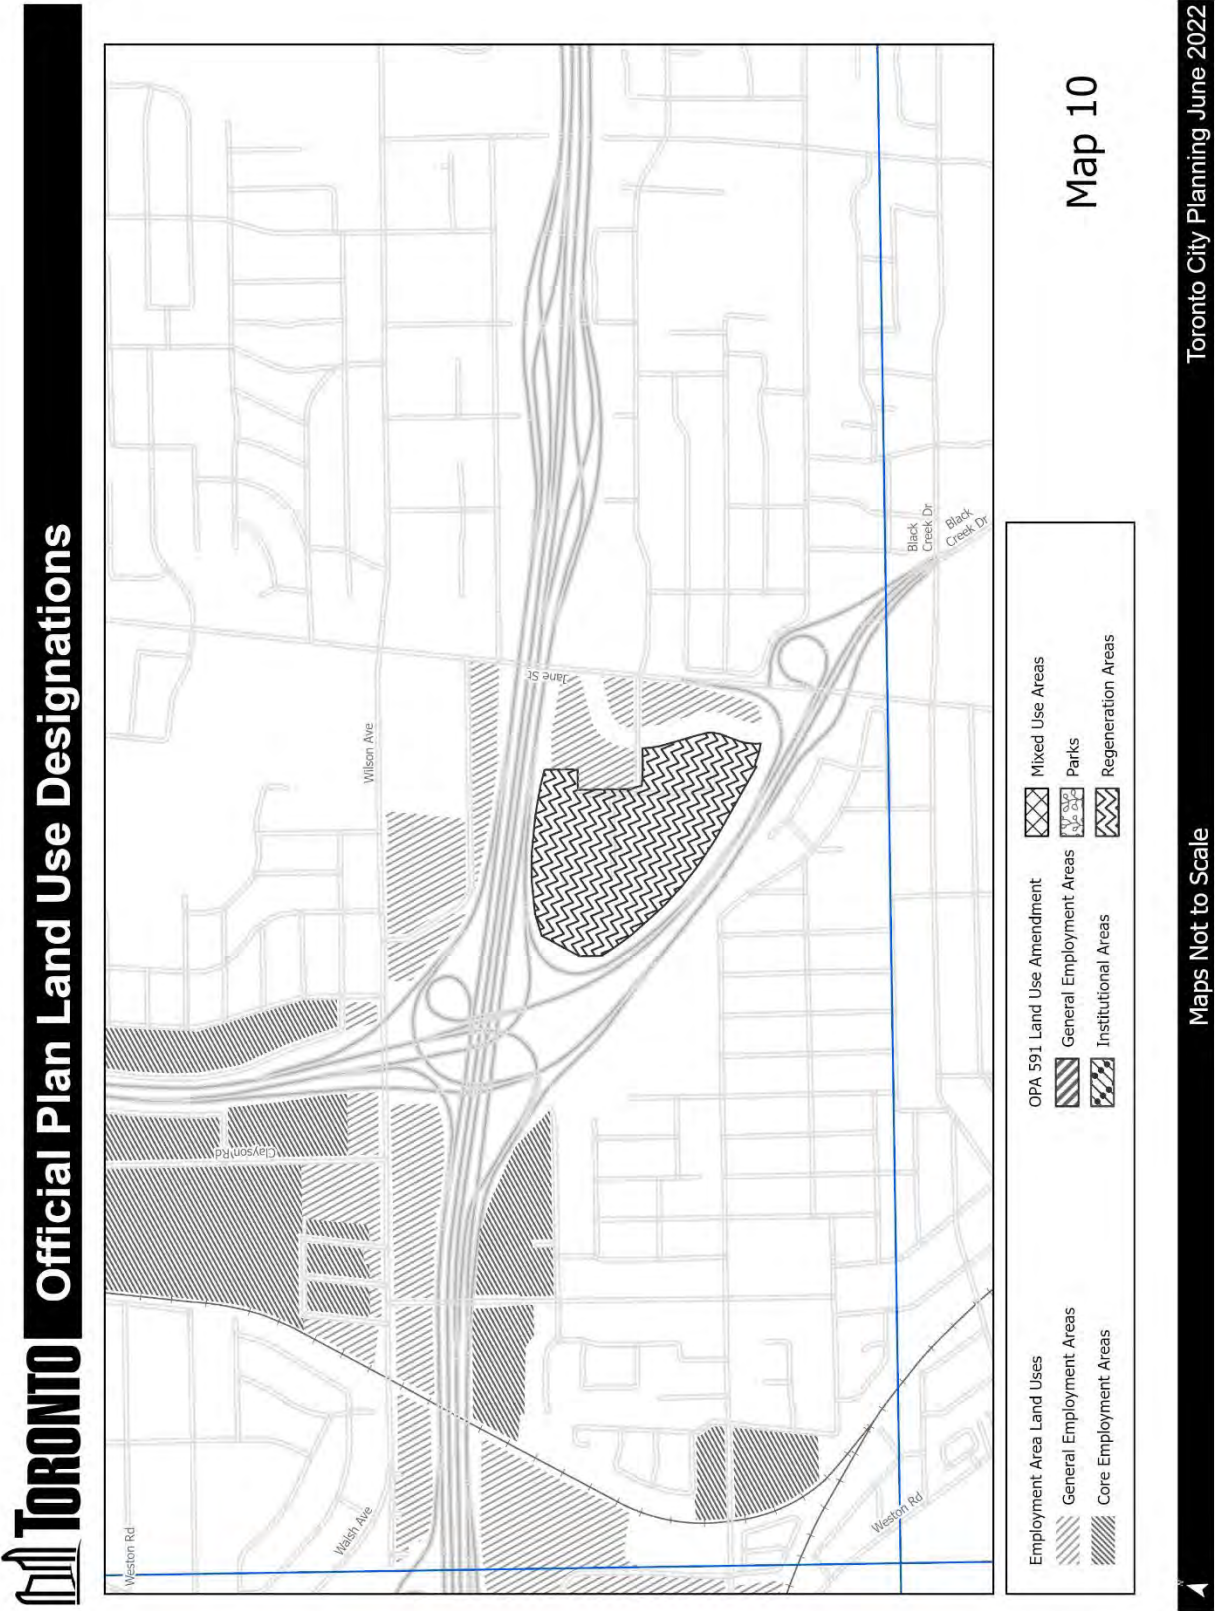 TORONTO
Official Plan Land Use Designations
Weston Rd
Walsh Ave
Wilson Ave
Clayson Rd
Jane St
Black
Creek Dr
Black
Creek Dr
Weston Rd
Employment Area Land Uses
General Employment Areas
Core Employment Areas
OPA 591 Land Use Amendment
General Employment Areas
Institutional Areas
Mixed Use Areas
Parks
Regeneration Areas
Map 10
N
Maps Not to Scale
Toronto City Planning June 2022